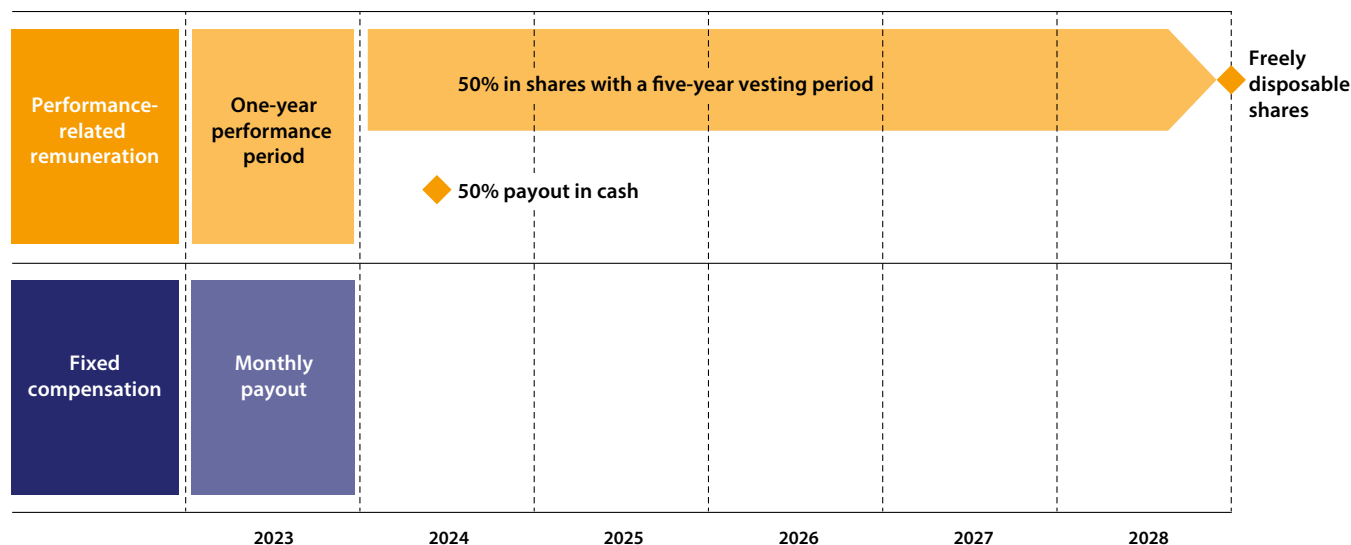 Performance-
related
remuneration
One-year
performance
period
50% in shares with a five-year vesting period
Freely
disposable
shares
50% payout in cash
Fixed
compensation
Monthly
payout
2023 2024 2025 2026 2027 2028